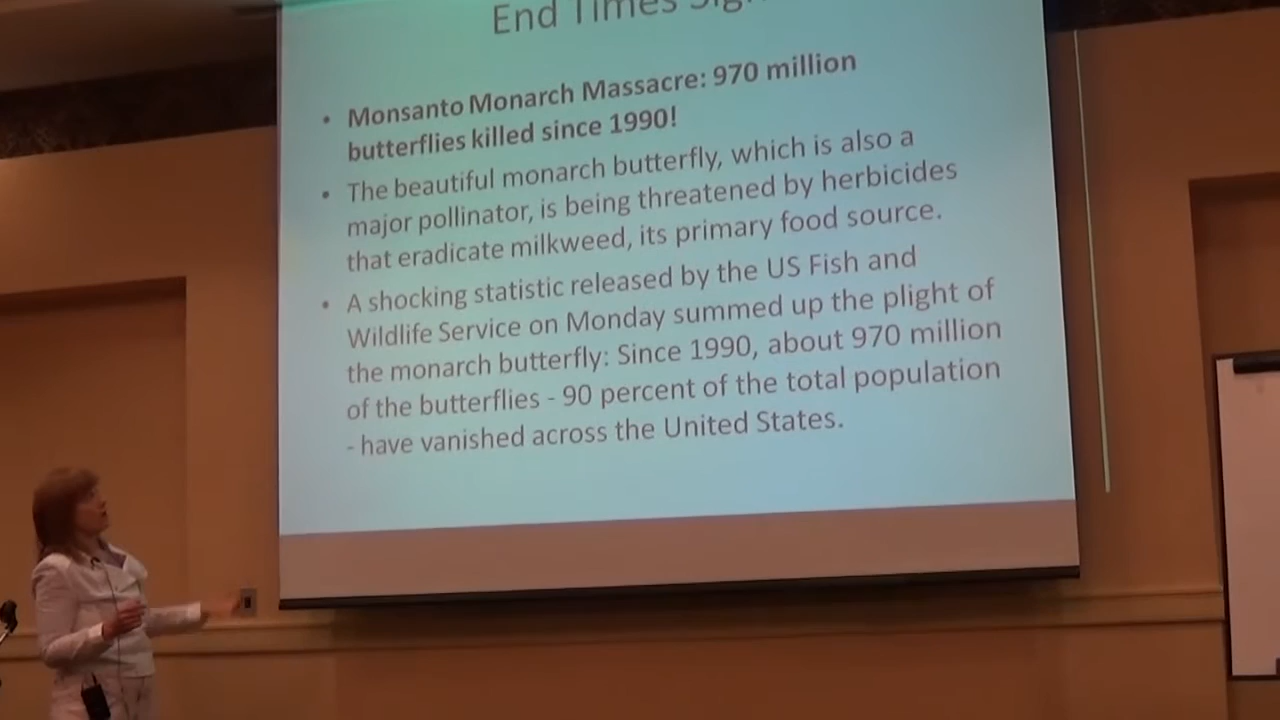 End Times
• Monsanto Monarch Massacre: 970 million
butterflies killed since 1990!
• The beautiful monarch butterfly, which is also a
major pollinator, is being threatened by herbicides
that eradicate milkweed, its primary food source.
• A shocking statistic released by the US Fish and
Wildlife Service on Monday summed up the plight of
the monarch butterfly: Since 1990, about 970 million
of the butterflies - 90 percent of the total population
- have vanished across the United States.